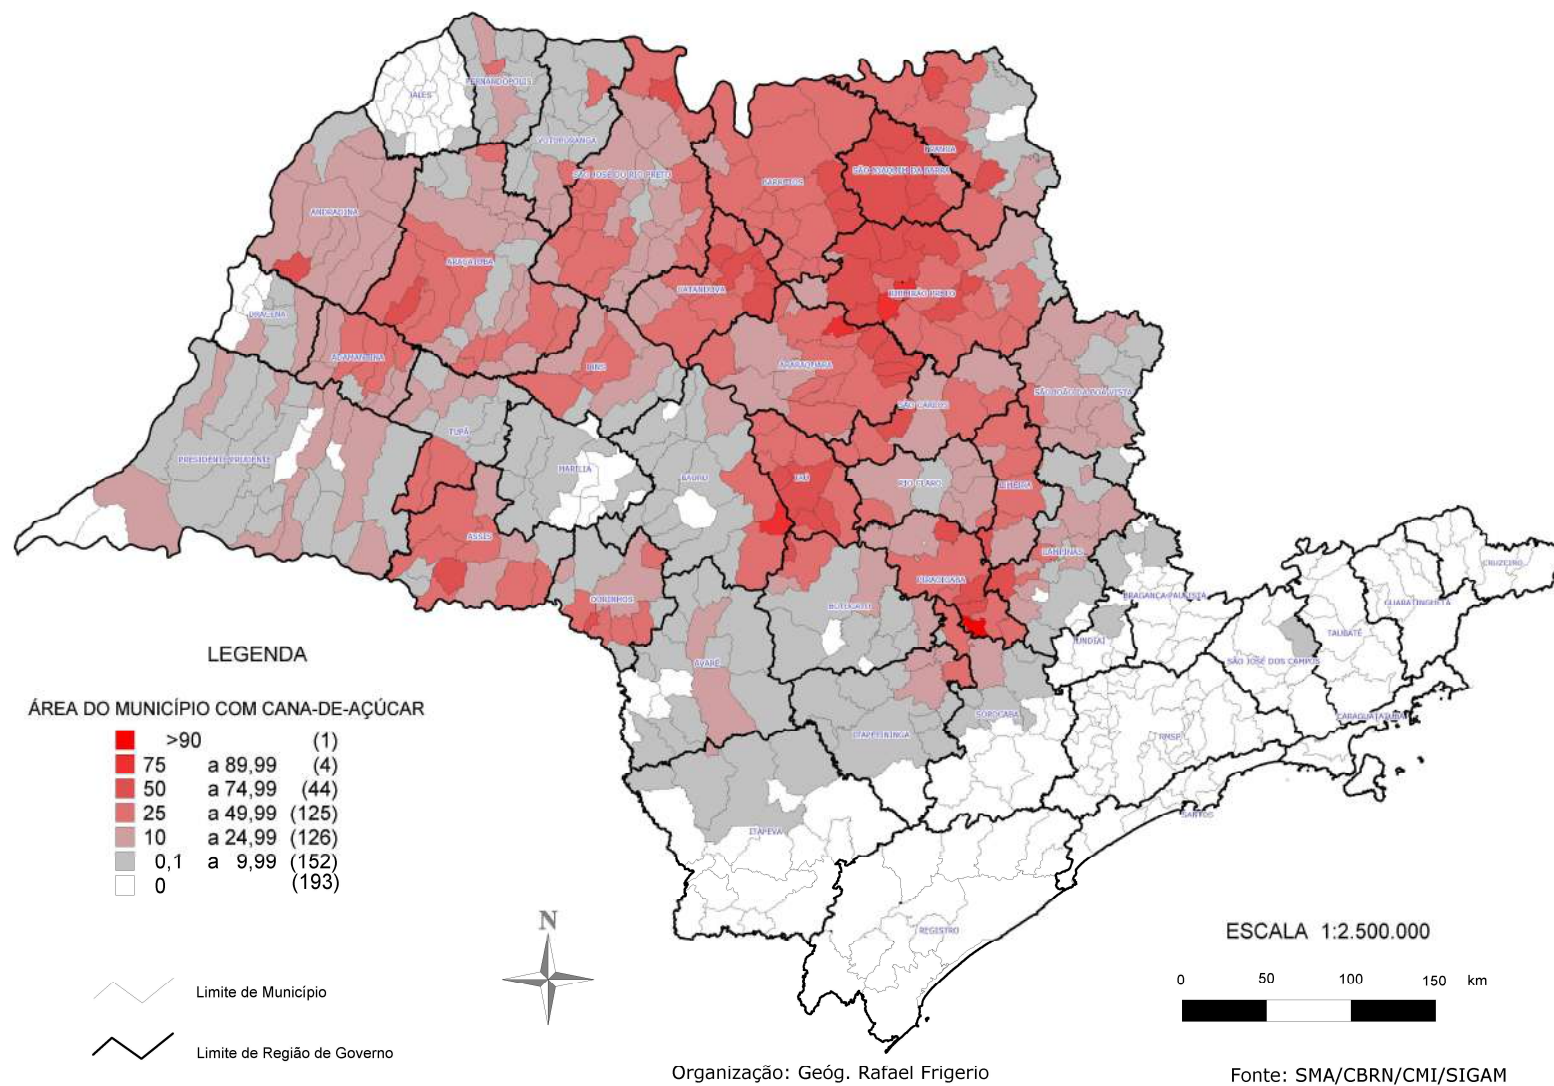 JALES
FERNANDÓPOLIS
VOTUPORANGA
SÃO JOSÉ DO RIO PRETO
BARRETOS
SÃO JOAQUIM DA BARRA
FRANCA
ANDRADINA
ARAÇATUBA
CATANDUVA
RIBEIRÃO PRETO
DRACENA
ADAMANTINA
LINS
ARARAQUARA
SÃO CARLOS
SÃO JOÃO DA BOA VISTA
TUPÃ
PRESIDENTE PRUDENTE
MARÍLIA
BAURU
JAÚ
RIO CLARO
LIMEIRA
ASSIS
CAMPINAS
PIRACICABA
OURINHOS
BOTUCATU
BRAGANÇA PAULISTA
CRUZEIRO
GUARATINGUETÁ
TAUBATÉ
JUNDIAÍ
SÃO JOSÉ DOS CAMPOS
AVARÉ
SOROCABA
CARAGUATATUBA
ITAPETININGA
RMSP
SANTOS
ITAPEVA
REGISTRO
LEGENDA
ÁREA DO MUNICÍPIO COM CANA-DE-AÇÚCAR
>90 (1)
75 a 89,99 (4)
50 a 74,99 (44)
25 a 49,99 (125)
10 a 24,99 (126)
0,1 a 9,99 (152)
0 (193)
Limite de Município
Limite de Região de Governo
N
ESCALA 1:2.500.000
0 50 100 150 km
Organização: Geóg. Rafael Frigerio
Fonte: SMA/CBRN/CMI/SIGAM